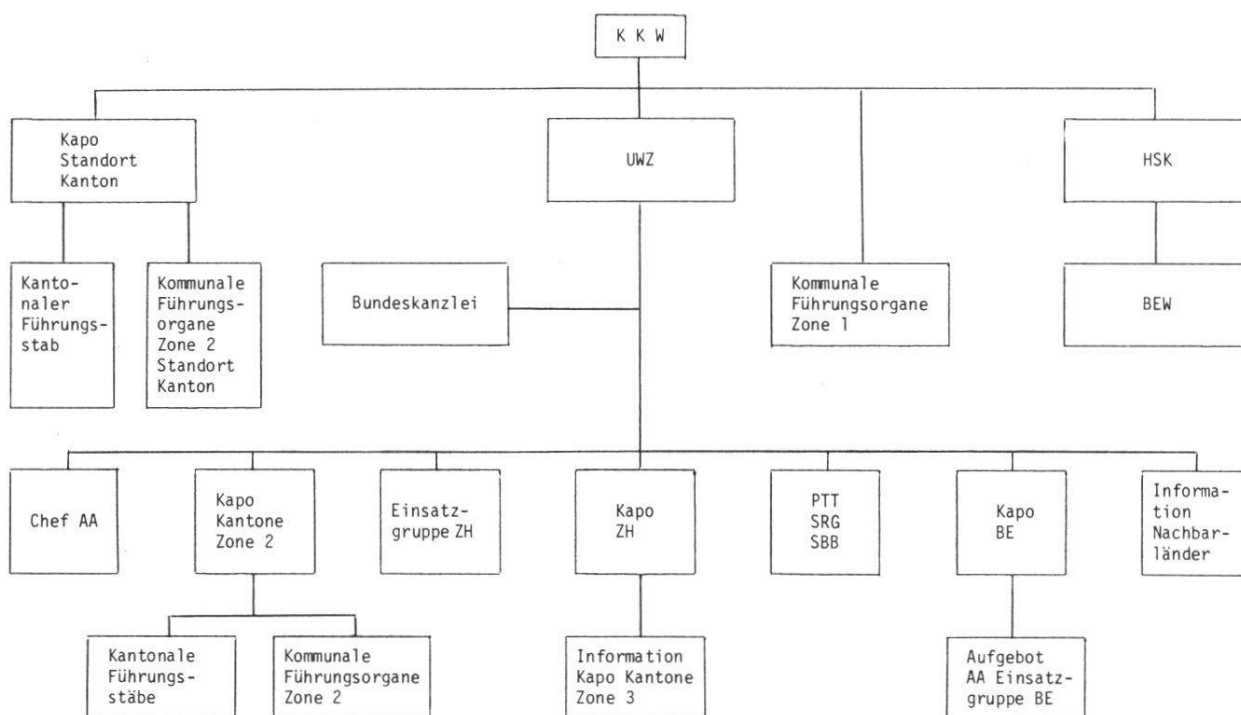 K K W
Kapo
Standort
Kanton
UWZ
HSK
Kanto-
naler
Führungs-
stab
Kommunale
Führungs-
organe
Zone 2
Standort
Kanton
Bundeskanzlei
Kommunale
Führungsorgane
Zone 1
BEW
Chef AA
Kapo
Kantone
Zone 2
Einsatz-
gruppe ZH
Kapo
ZH
PTT
SRG
SBB
Kapo
BE
Informa-
tion
Nachbar-
länder
Kantonale
Führungs-
stäbe
Kommunale
Führungsorgane
Zone 2
Information
Kapo Kantone
Zone 3
Aufgebot
AA Einsatz-
gruppe BE